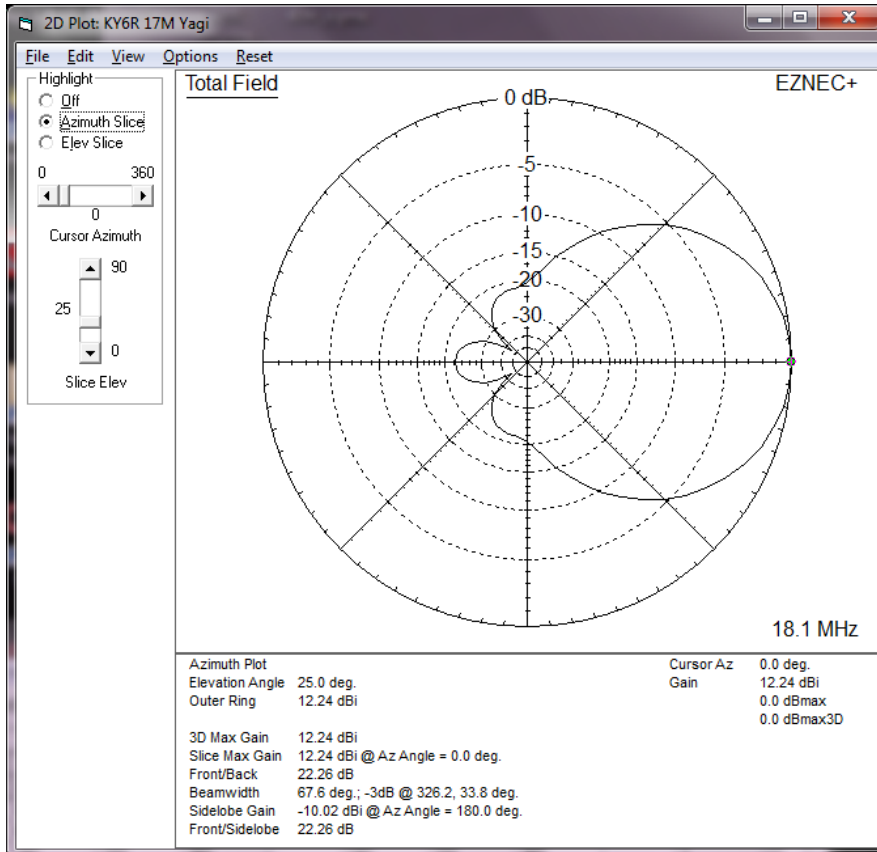 2D Plot: KY6R 17M Yagi
File Edit View Options Reset
Highlight
Off
Azimuth Slice
Elev Slice
0 360
0
Cursor Azimuth
90
25
0
Slice Elev
Total Field
EZNEC+
0 dB
-5
-10
-15
-20
-30
18.1 MHz
Azimuth Plot
Elevation Angle 25.0 deg.
Outer Ring 12.24 dBi
3D Max Gain 12.24 dBi
Slice Max Gain 12.24 dBi @ Az Angle = 0.0 deg.
Front/Back 22.26 dB
Beamwidth 67.6 deg.; -3dB @ 326.2, 33.8 deg.
Sidelobe Gain -10.02 dBi @ Az Angle = 180.0 deg.
Front/Sidelobe 22.26 dB
Cursor Az 0.0 deg.
Gain 12.24 dBi
0.0 dBmax
0.0 dBmax3D